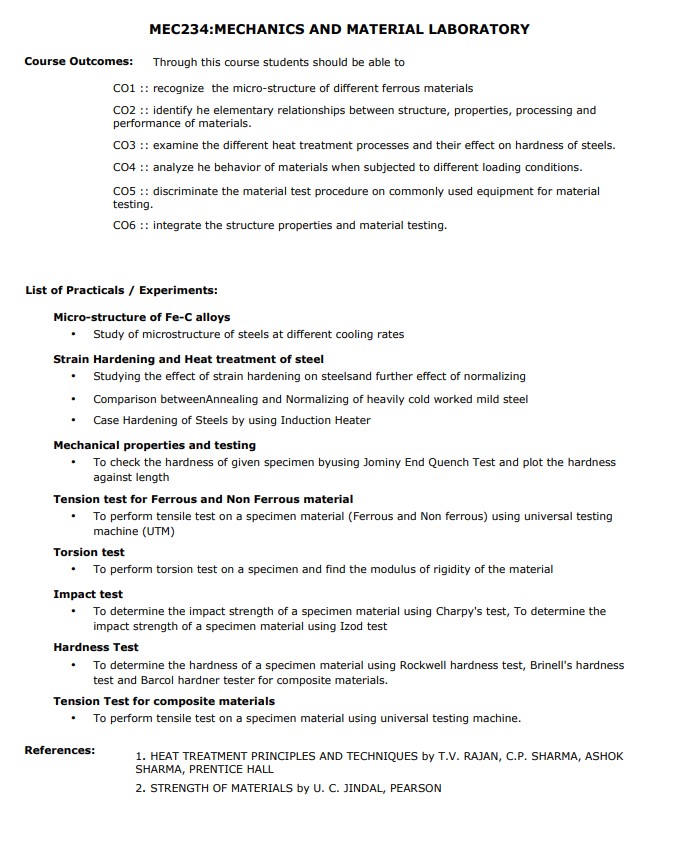 MEC234:MECHANICS AND MATERIAL LABORATORY
Course Outcomes: Through this course students should be able to
CO1 :: recognize the micro-structure of different ferrous materials
CO2 :: identify he elementary relationships between structure, properties, processing and
performance of materials.
CO3 :: examine the different heat treatment processes and their effect on hardness of steels.
CO4 :: analyze he behavior of materials when subjected to different loading conditions.
CO5 :: discriminate the material test procedure on commonly used equipment for material
testing.
CO6 :: integrate the structure properties and material testing.
List of Practicals / Experiments:
Micro-structure of Fe-C alloys
• Study of microstructure of steels at different cooling rates
Strain Hardening and Heat treatment of steel
• Studying the effect of strain hardening on steelsand further effect of normalizing
• Comparison betweenAnnealing and Normalizing of heavily cold worked mild steel
• Case Hardening of Steels by using Induction Heater
Mechanical properties and testing
• To check the hardness of given specimen byusing Jominy End Quench Test and plot the hardness
against length
Tension test for Ferrous and Non Ferrous material
• To perform tensile test on a specimen material (Ferrous and Non ferrous) using universal testing
machine (UTM)
Torsion test
• To perform torsion test on a specimen and find the modulus of rigidity of the material
Impact test
• To determine the impact strength of a specimen material using Charpy's test, To determine the
impact strength of a specimen material using Izod test
Hardness Test
• To determine the hardness of a specimen material using Rockwell hardness test, Brinell's hardness
test and Barcol hardner tester for composite materials.
Tension Test for composite materials
• To perform tensile test on a specimen material using universal testing machine.
References:
1. HEAT TREATMENT PRINCIPLES AND TECHNIQUES by T.V. RAJAN, C.P. SHARMA, ASHOK
SHARMA, PRENTICE HALL
2. STRENGTH OF MATERIALS by U. C. JINDAL, PEARSON